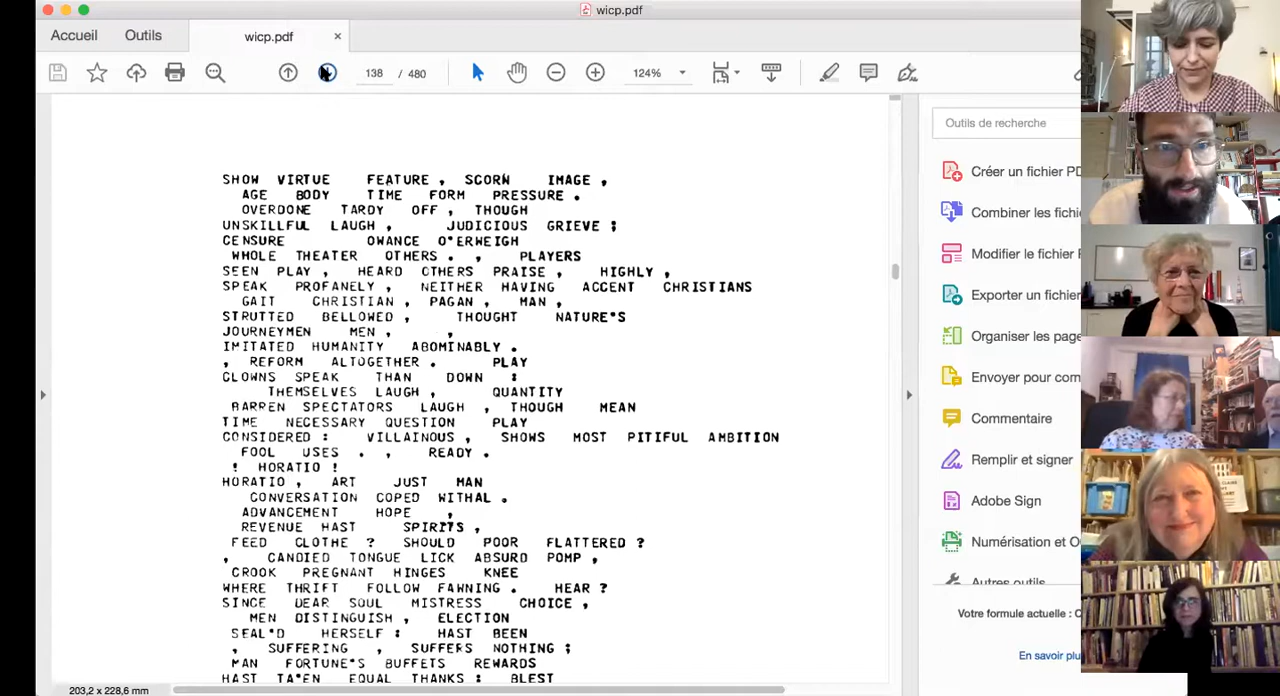 wicp.pdf
Accueil
Outils
wicp.pdf ×
138 / 480
124%
SHOW VIRTUE FEATURE , SCORN IMAGE ,
AGE BODY TIME FORM PRESSURE .
OVERDONE TARDY OFF , THOUGH
UNSKILLFUL LAUGH , JUDICIOUS GRIEVE ;
CENSURE OWANCE O'ERWEIGH
WHOLE THEATER OTHERS . , PLAYERS
SEEN PLAY , HEARD OTHERS PRAISE , HIGHLY ,
SPEAK PROFANELY , NEITHER HAVING ACCENT CHRISTIANS
GAIT CHRISTIAN , PAGAN , MAN ,
STRUTTED BELLOWED , THOUGHT NATURE'S
JOURNEYMEN MEN , ,
IMITATED HUMANITY ABOMINABLY .
, REFORM ALTOGETHER . PLAY
CLOWNS SPEAK THAN DOWN :
THEMSELVES LAUGH , QUANTITY
BARREN SPECTATORS LAUGH , THOUGH MEAN
TIME NECESSARY QUESTION PLAY
CONSIDERED : VILLAINOUS , SHOWS MOST PITIFUL AMBITION
FOOL USES . , READY .
! HORATIO !
HORATIO , ART JUST MAN
CONVERSATION COPED WITHAL .
ADVANCEMENT HOPE ,
REVENUE HAST SPIRITS ,
FEED CLOTHE ? SHOULD POOR FLATTERED ?
, CANDIED TONGUE LICK ABSURD POMP ,
CROOK PREGNANT HINGES KNEE
WHERE THRIFT FOLLOW FAWNING . HEAR ?
SINCE DEAR SOUL MISTRESS CHOICE ,
MEN DISTINGUISH , ELECTION
SEAL'D HERSELF : HAST BEEN
, SUFFERING , SUFFERS NOTHING ;
MAN FORTUNE'S BUFFETS REWARDS
HAST TA'EN EQUAL THANKS : BLEST
203,2 x 228,6 mm
Outils de recherche
Créer un fichier PD
Combiner les fichi
Modifier le fichier
Exporter un fichier
Organiser les page
Envoyer pour com
Commentaire
Remplir et signer
Adobe Sign
Numérisation et O
Autres outils
Votre formule actuelle :
En savoir plu